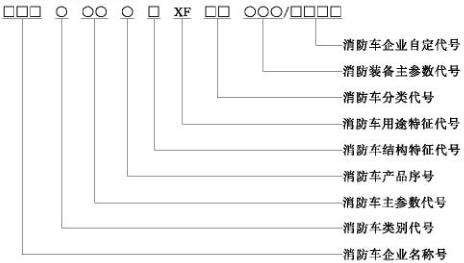 □□□ ○ ○○ ○ □ XF □□ ○○○/□□□□
消防车企业自定代号
消防装备主参数代号
消防车分类代号
消防车用途特征代号
消防车结构特征代号
消防车产品序号
消防车主参数代号
消防车类别代号
消防车企业名称号